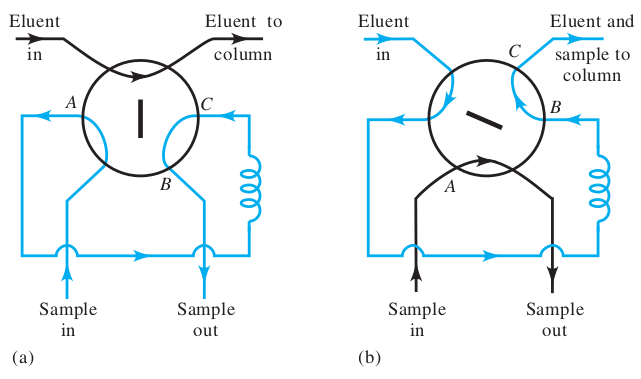 Eluent
in
Eluent to
column
A
C
B
Sample
in
Sample
out
(a)
Eluent
in
Eluent and
sample to
column
C
B
A
Sample
in
Sample
out
(b)